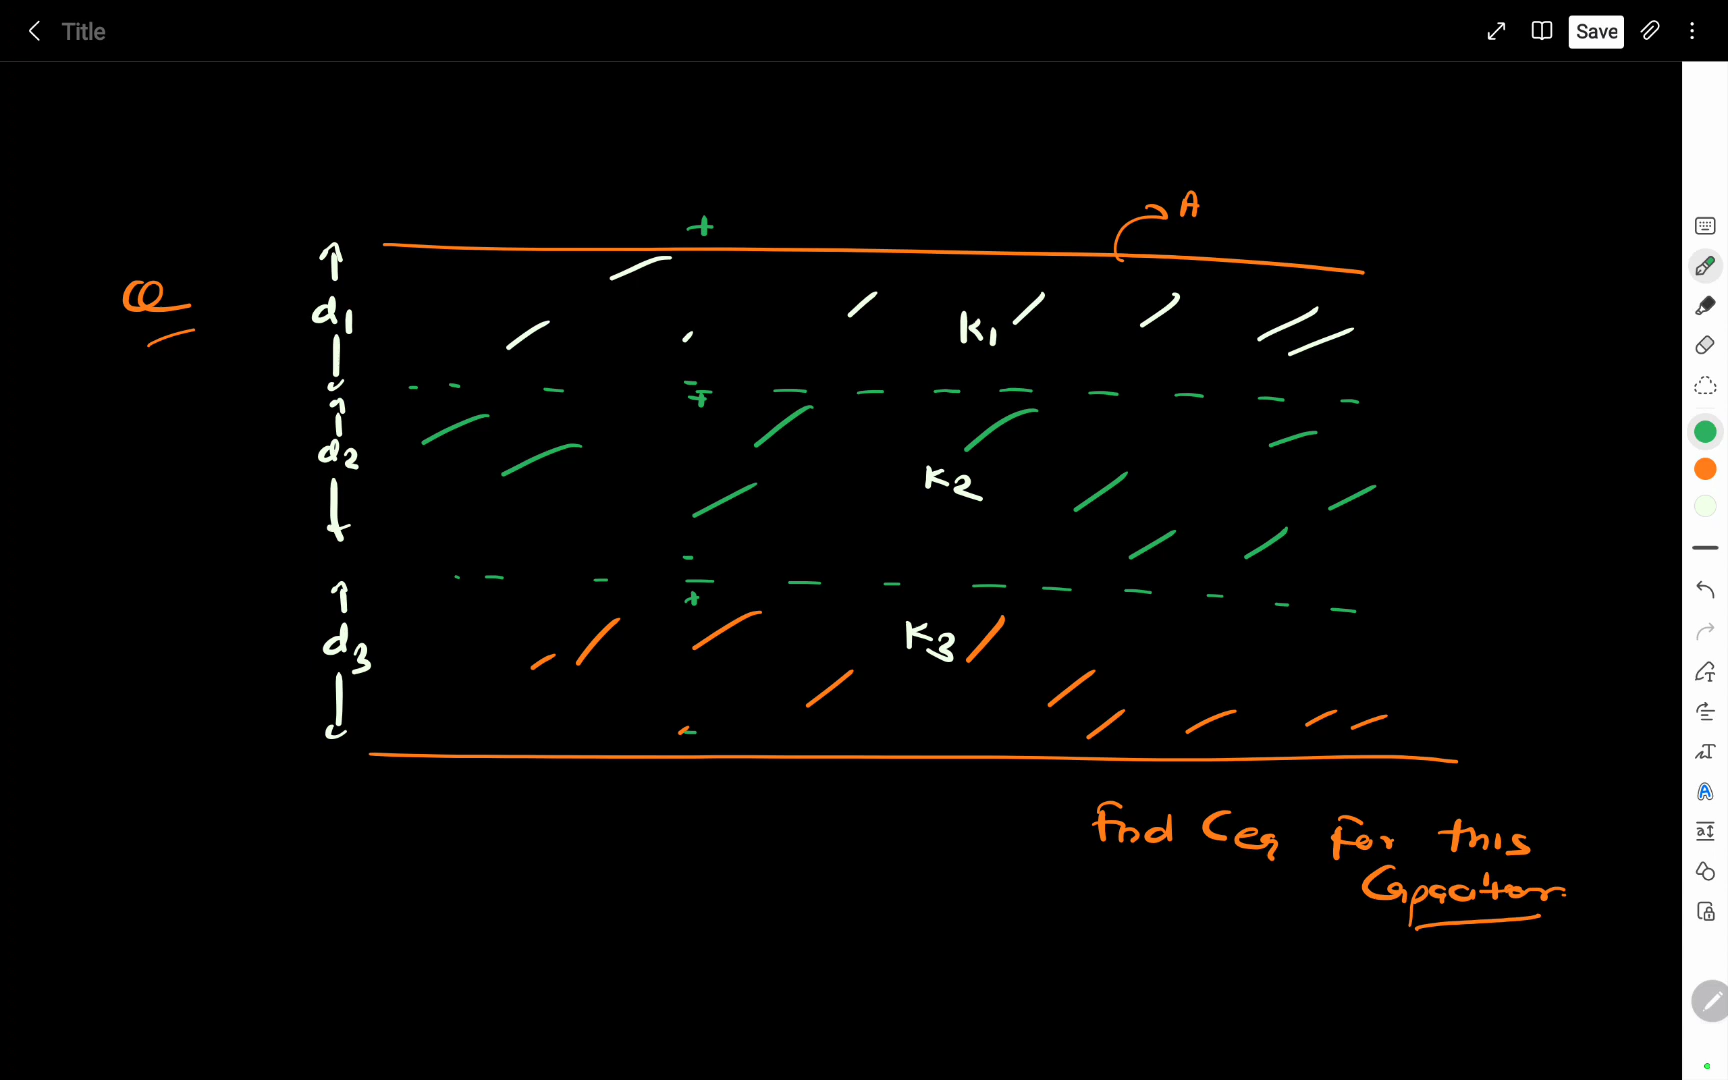 Title
Save
A
+
Q
d1
K1
-
+
d2
K2
-
+
d3
K3
-
Find Ceq For this
Capacitor.